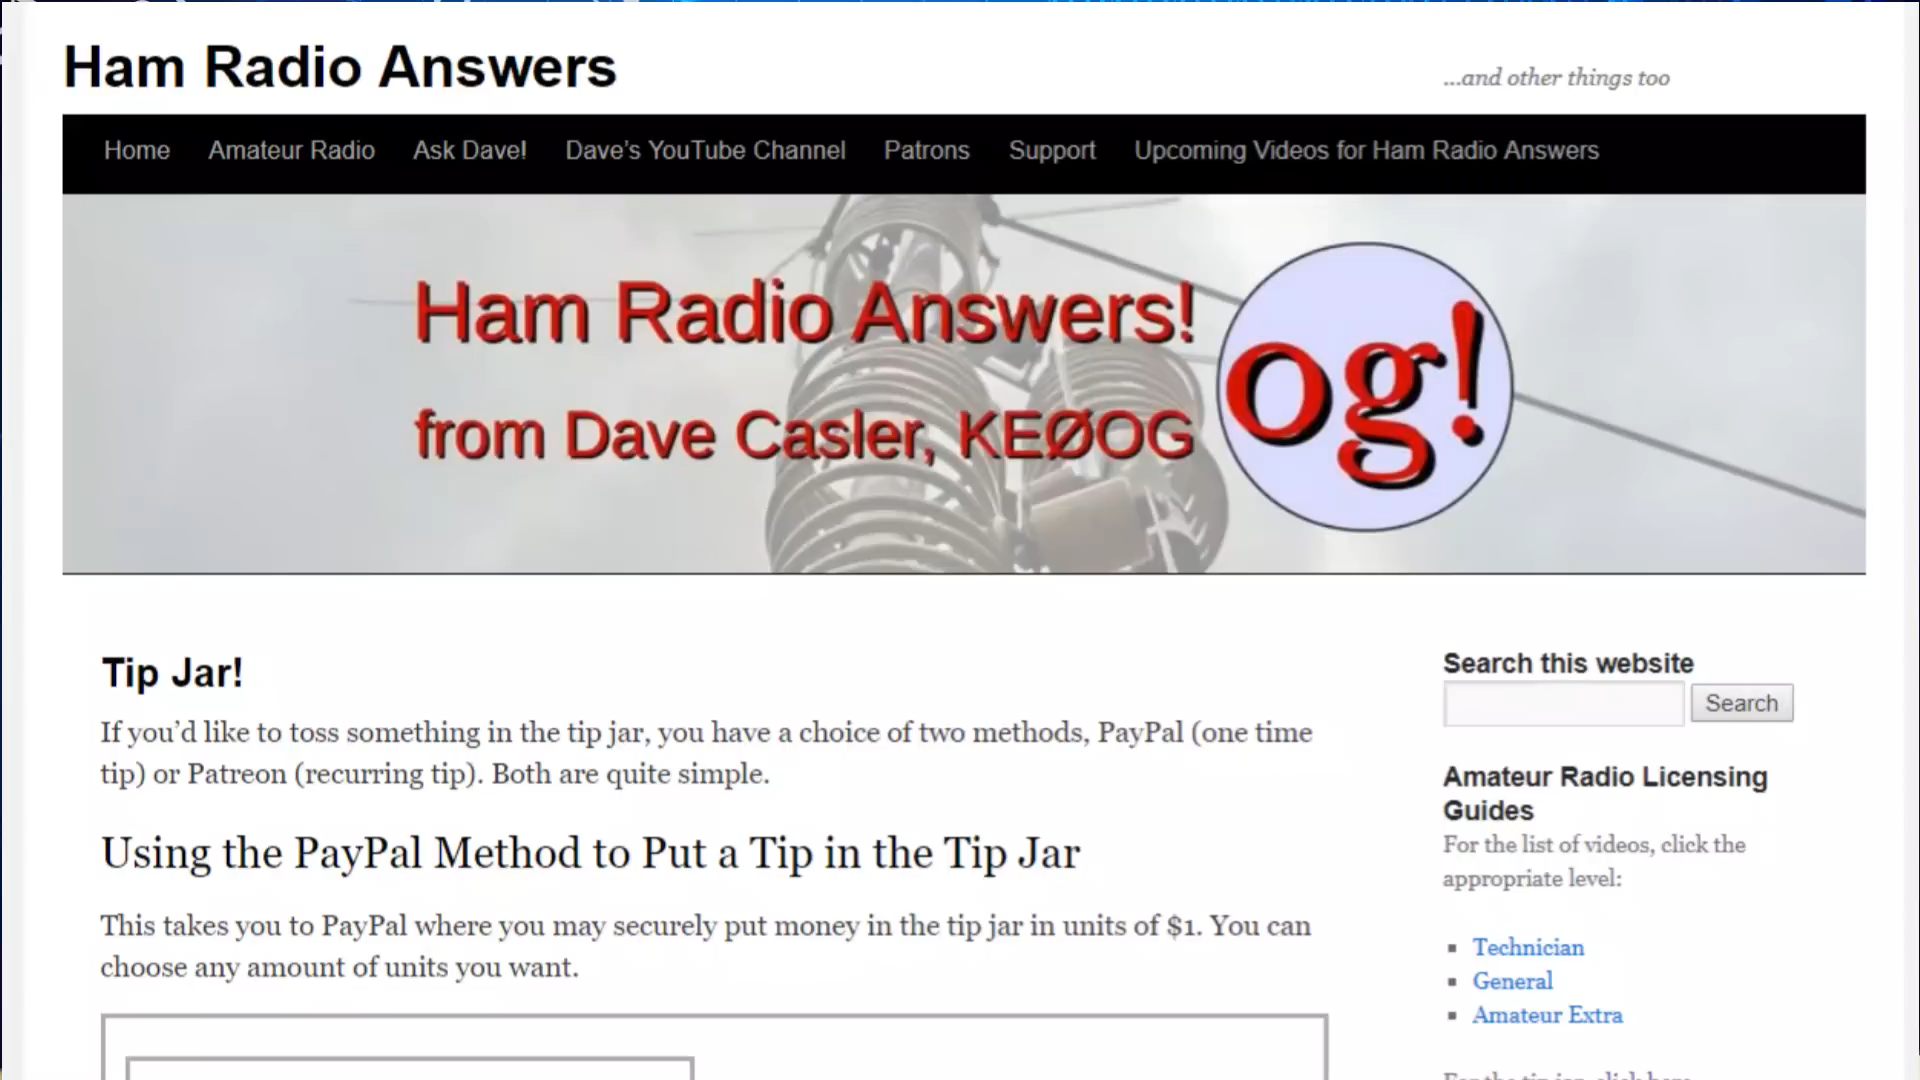 Ham Radio Answers
...and other things too
Home Amateur Radio Ask Dave! Dave's YouTube Channel Patrons Support Upcoming Videos for Ham Radio Answers
Ham Radio Answers!
from Dave Casler, KEØOG
og!
Tip Jar!
If you'd like to toss something in the tip jar, you have a choice of two methods, PayPal (one time
tip) or Patreon (recurring tip). Both are quite simple.
Using the PayPal Method to Put a Tip in the Tip Jar
This takes you to PayPal where you may securely put money in the tip jar in units of $1. You can
choose any amount of units you want.
Search this website
Search
Amateur Radio Licensing
Guides
For the list of videos, click the
appropriate level:
Technician
General
Amateur Extra
For the tip jar, click here